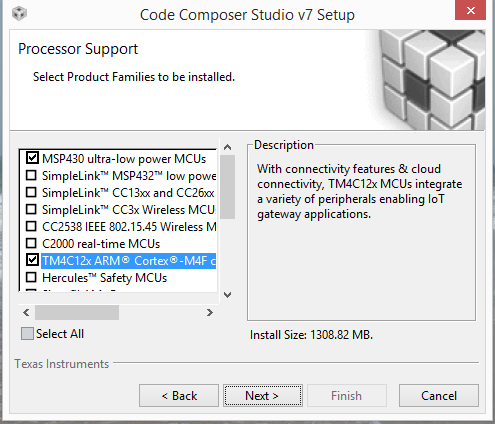 Code Composer Studio v7 Setup
Processor Support
Select Product Families to be installed.
MSP430 ultra-low power MCUs
SimpleLink™ MSP432™ low powe
SimpleLink™ CC13xx and CC26xx
SimpleLink™ CC3x Wireless MCU
CC2538 IEEE 802.15.45 Wireless M
C2000 real-time MCUs
TM4C12x ARM® Cortex®-M4F c
Hercules™ Safety MCUs
Select All
Description
With connectivity features & cloud
connectivity, TM4C12x MCUs integrate
a variety of peripherals enabling IoT
gateway applications.
Install Size: 1308.82 MB.
Texas Instruments
< Back
Next >
Finish
Cancel